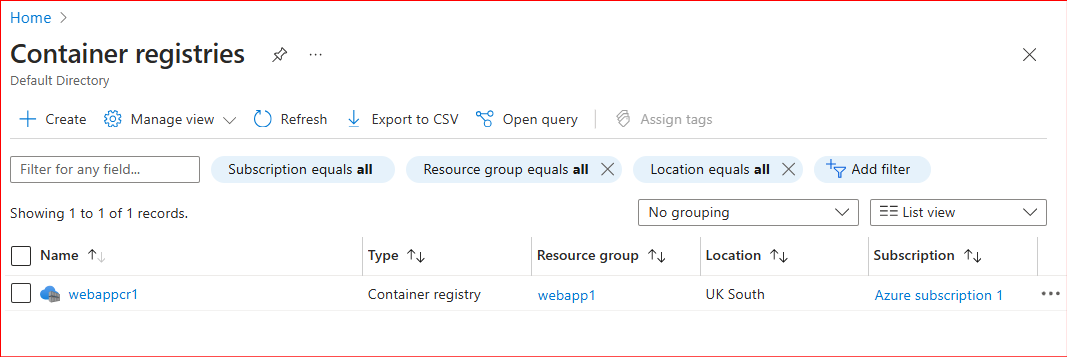 Home
Container registries
Default Directory
Create Manage view Refresh Export to CSV Open query Assign tags
Filter for any field... Subscription equals all Resource group equals all Location equals all Add filter
Showing 1 to 1 of 1 records. No grouping List view
Name Type Resource group Location Subscription
webappcr1 Container registry webapp1 UK South Azure subscription 1